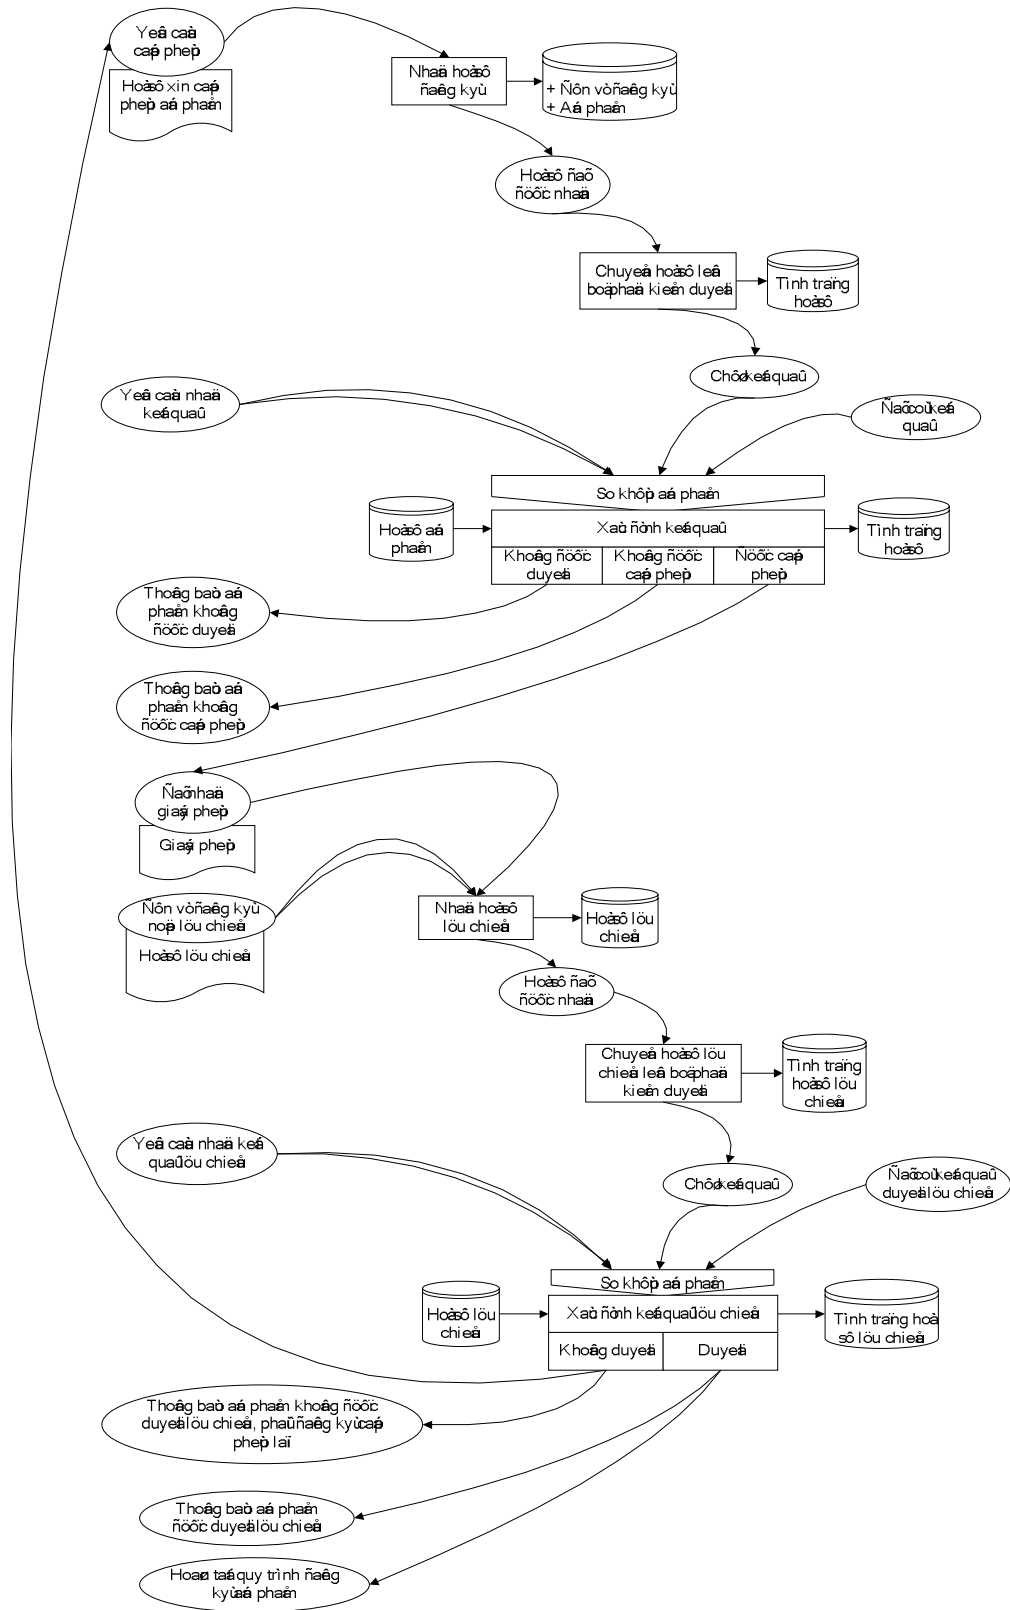 Yeâu caàu
caáp pheùp
Hoà sô xin caáp
pheùp aán phaåm
Nhaän hoà sô
ñaêng kyù
+ Ñôn vò ñaêng kyù
+ Aán phaåm
Hoà sô ñaõ
ñöôïc nhaän
Chuyeån hoà sô leân
boä phaän kieåm duyeät
Tình traïng
hoà sô
Yeâu caàu nhaän
keát quaû
Chôø keát quaû
Ñaõ coù keát
quaû
So khôùp aán phaåm
Hoà sô aán
phaåm
Xaùc ñònh keát quaû
Tình traïng
hoà sô
Khoâng ñöôïc
duyeät
Khoâng ñöôïc
caáp pheùp
Ñöôïc caáp
pheùp
Thoâng baùo aán
phaåm khoâng
ñöôïc duyeät
Thoâng baùo aán
phaåm khoâng
ñöôïc caáp pheùp
Ñaõ nhaän
giaáy pheùp
Giaáy pheùp
Ñôn vò ñaêng kyù
noäp löu chieåu
Hoà sô löu chieåu
Nhaän hoà sô
löu chieåu
Hoà sô löu
chieåu
Hoà sô ñaõ
ñöôïc nhaän
Chuyeån hoà sô löu
chieåu leân boä phaän
kieåm duyeät
Tình traïng
hoà sô löu
chieåu
Yeâu caàu nhaän keát
quaû löu chieåu
Chôø keát quaû
Ñaõ coù keát quaû
duyeät löu chieåu
So khôùp aán phaåm
Hoà sô löu
chieåu
Xaùc ñònh keát quaû löu chieåu
Tình traïng hoà
sô löu chieåu
Khoâng duyeät
Duyeät
Thoâng baùo aán phaåm khoâng ñöôïc
duyeät löu chieåu, phaûi ñaêng kyù caáp
pheùp laïi
Thoâng baùo aán phaåm
ñöôïc duyeät löu chieåu
Hoaøn taát quy trình ñaêng
kyù aán phaåm